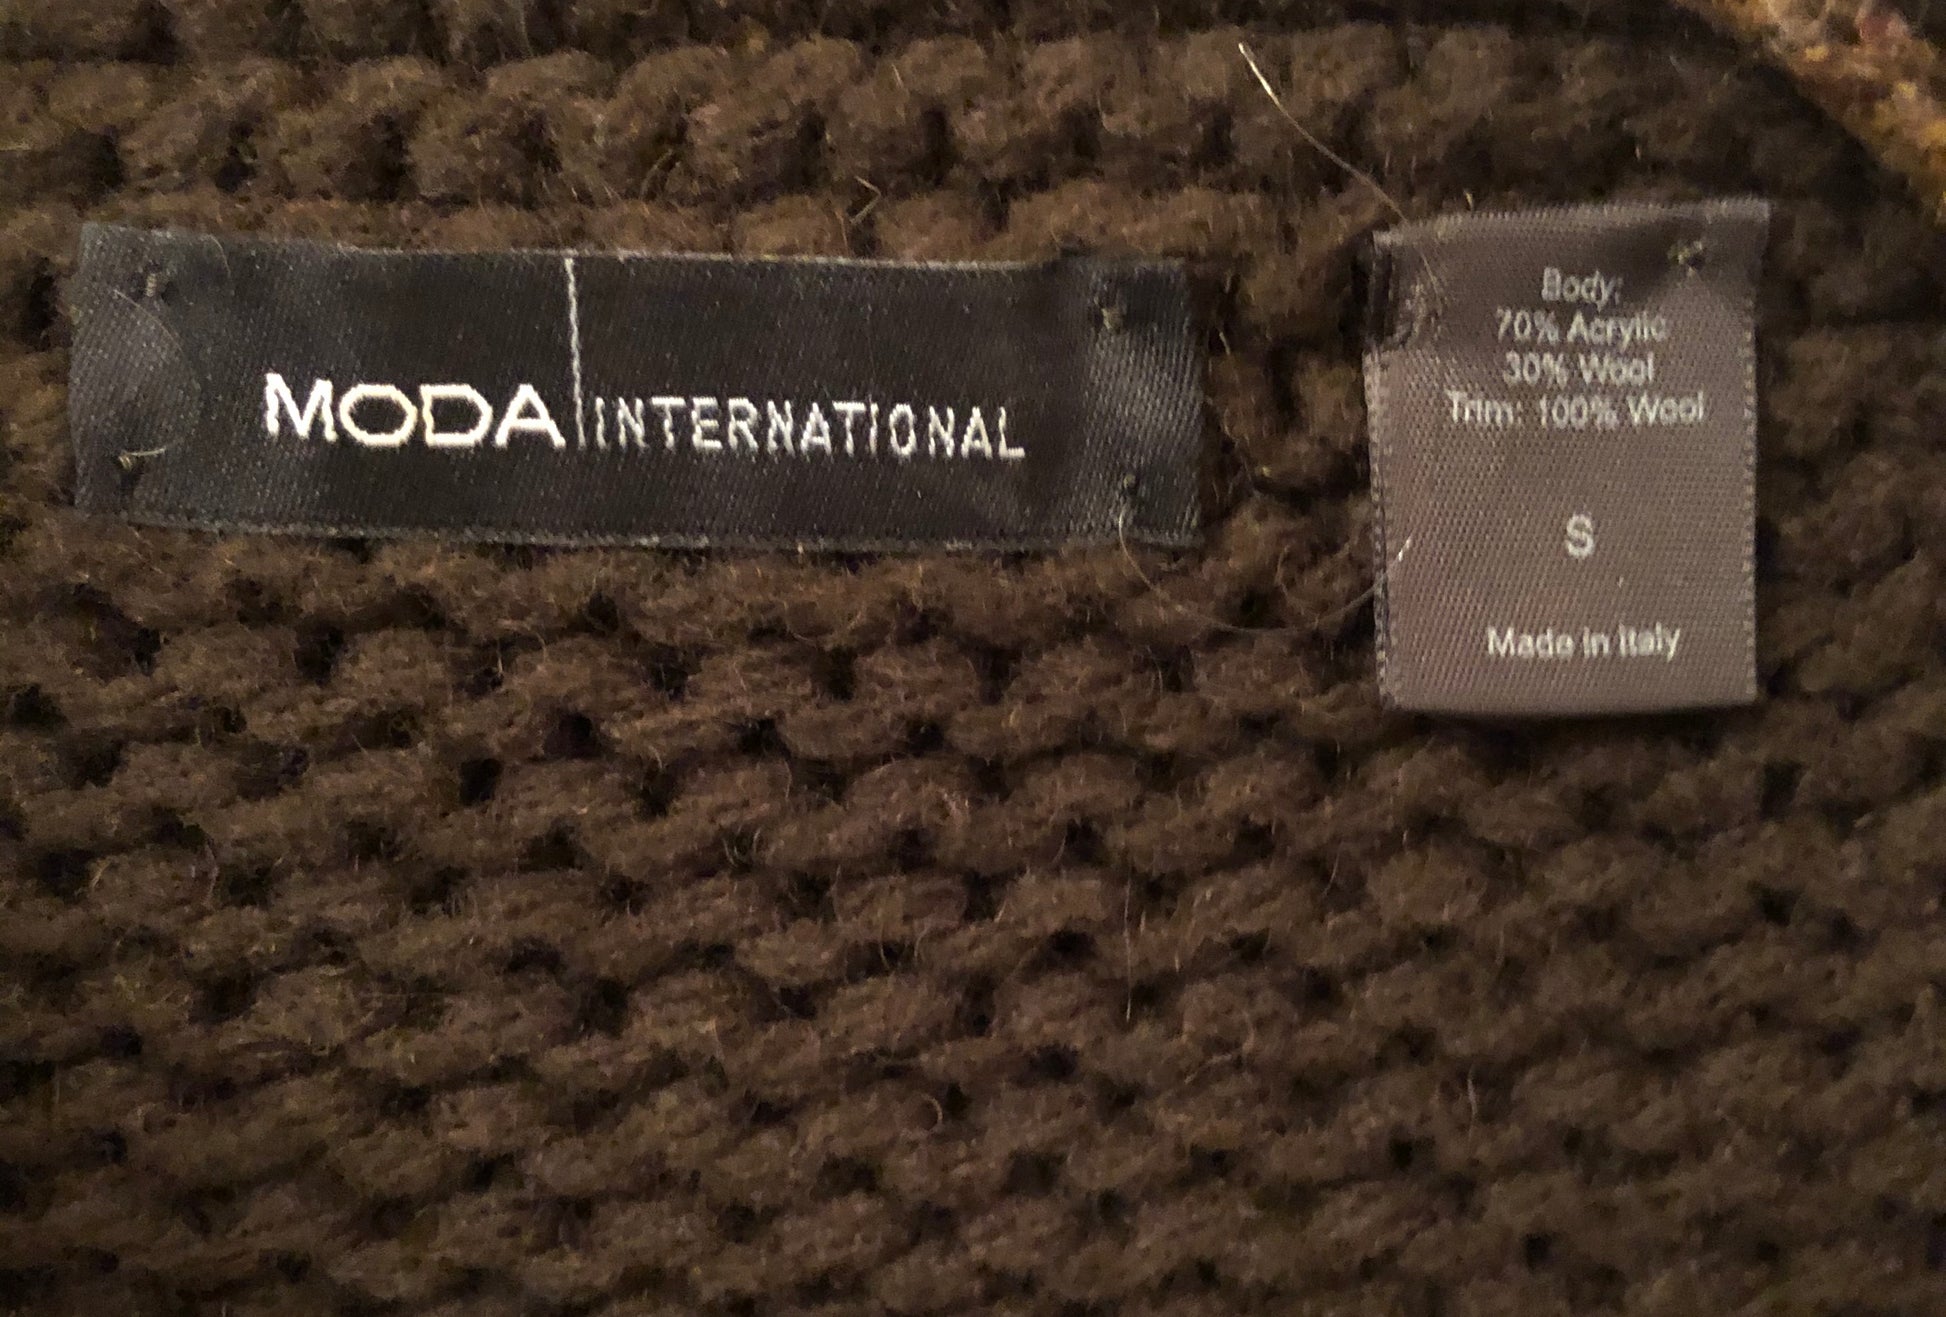 MODA INTERNATIONAL
Body:
70% Acrylic
30% Wool
Trim: 100% Wool
S
Made in Italy